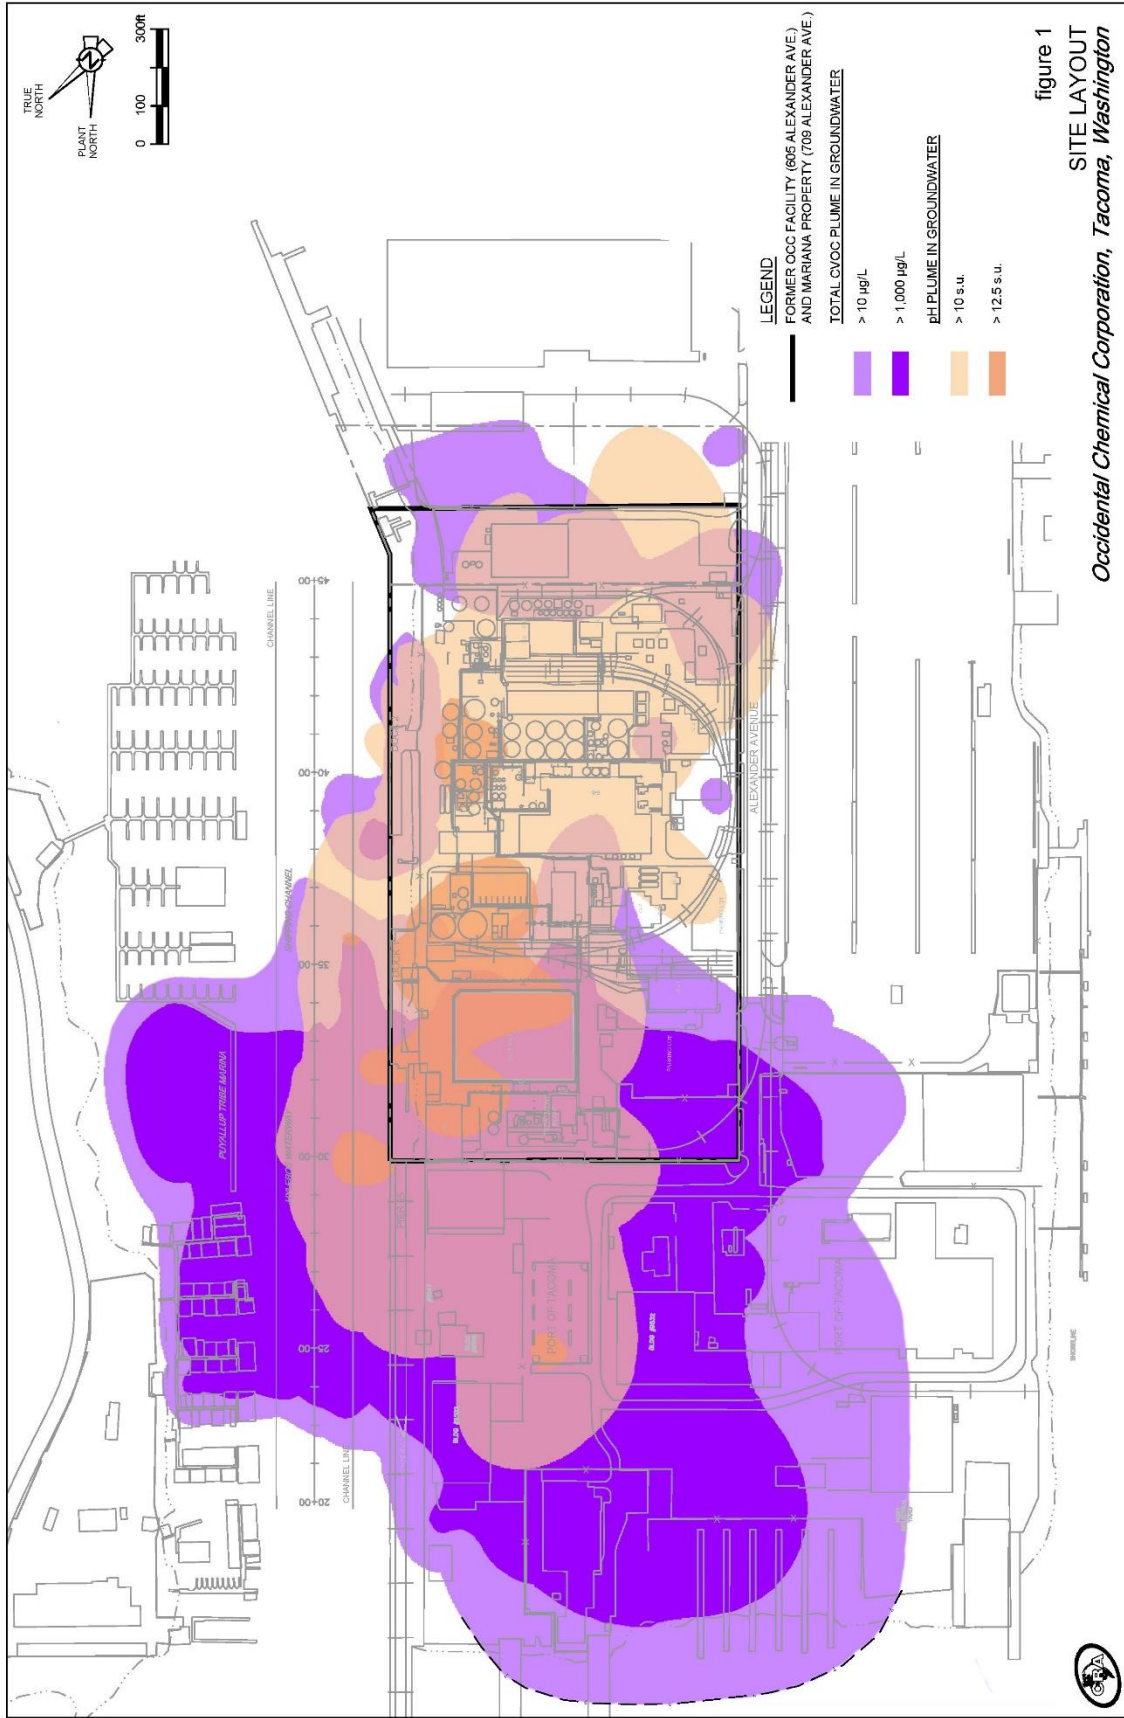 TRUE
NORTH
PLANT
NORTH
N
0 100 300ft
CHANNEL LINE
45+00
40+00
35+00
30+00
25+00
20+00
CHANNEL LINE
PUYALLUP TRIBE MARINA
ALEXANDER AVENUE
PORT OF TACOMA
PORT OF TACOMA
SHORELINE
LEGEND
FORMER OCC FACILITY (605 ALEXANDER AVE.)
AND MARIANA PROPERTY (709 ALEXANDER AVE.)
TOTAL CVOC PLUME IN GROUNDWATER
> 10 µg/L
> 1,000 µg/L
pH PLUME IN GROUNDWATER
> 10 s.u.
> 12.5 s.u.
figure 1
SITE LAYOUT
Occidental Chemical Corporation, Tacoma, Washington
CRA